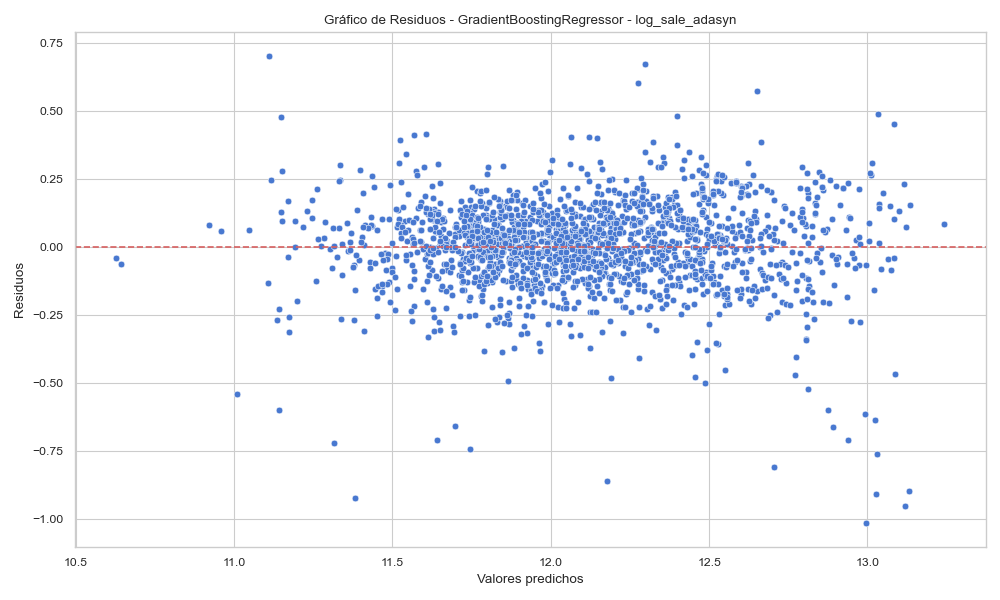 Gráfico de Residuos - GradientBoostingRegressor - log_sale_adasyn
0.75
0.50
0.25
0.00
−0.25
−0.50
−0.75
−1.00
Residuos
10.5 11.0 11.5 12.0 12.5 13.0
Valores predichos